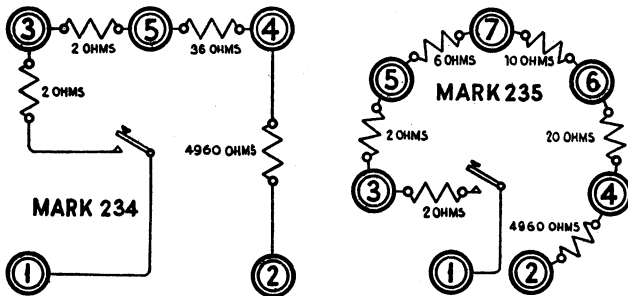 3
2 OHMS
5
36 OHMS
4
2 OHMS
4960 OHMS
MARK 234
1
2
7
6 OHMS
10 OHMS
5
6
MARK 235
2 OHMS
20 OHMS
3
2 OHMS
4
4960 OHMS
1
2